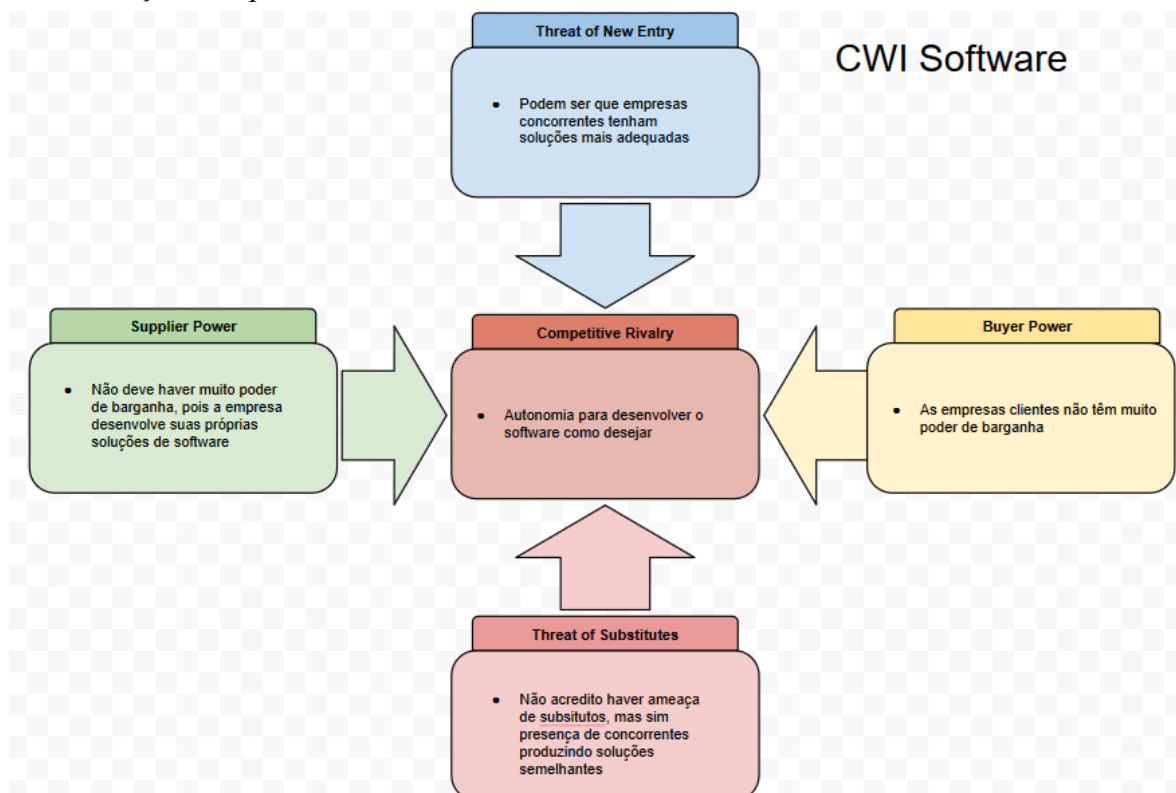 Threat of New Entry
CWI Software
● Podem ser que empresas
concorrentes tenham
soluções mais adequadas
Supplier Power
● Não deve haver muito poder
de barganha, pois a empresa
desenvolve suas próprias
soluções de software
Competitive Rivalry
● Autonomia para desenvolver o
software como desejar
Buyer Power
● As empresas clientes não têm muito
poder de barganha
Threat of Substitutes
● Não acredito haver ameaça
de subsitutos, mas sim
presença de concorrentes
produzindo soluções
semelhantes